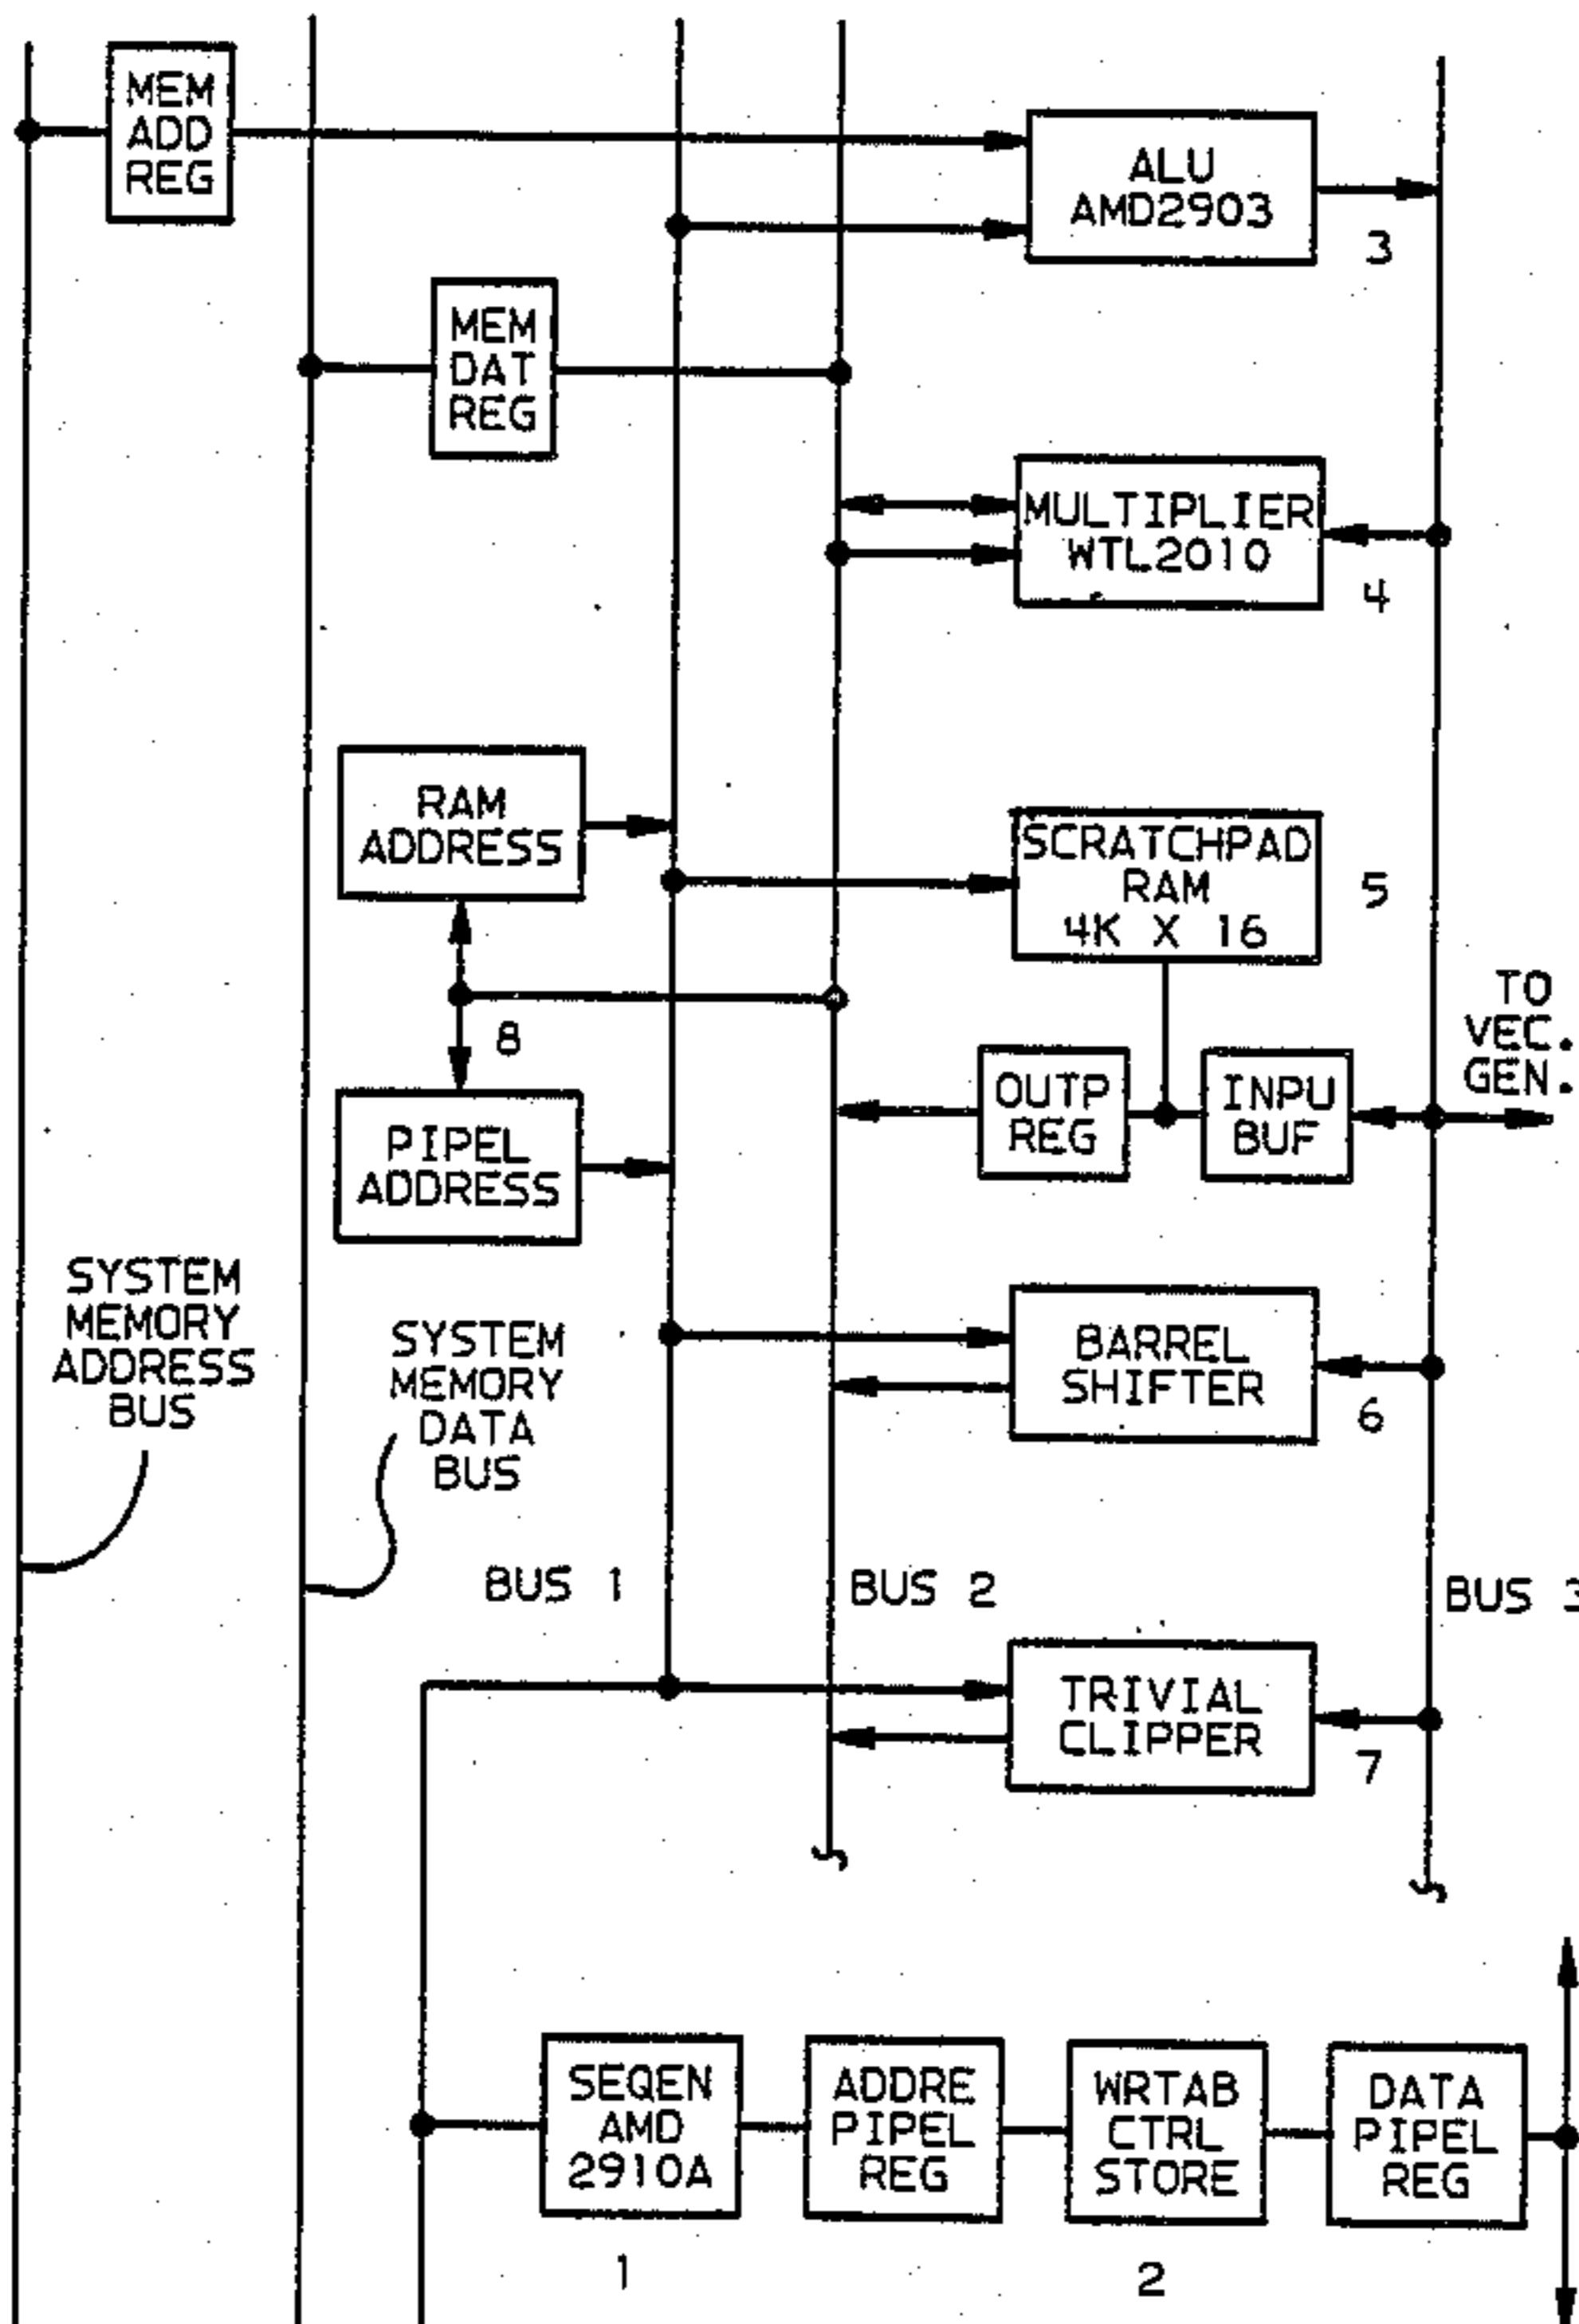 MEM
ADD
REG
ALU
AMD2903
3
MEM
DAT
REG
MULTIPLIER
WTL2010
4
RAM
ADDRESS
SCRATCHPAD
RAM
4K X 16
5
TO
VEC.
GEN.
8
OUTP
REG
INPU
BUF
PIPEL
ADDRESS
SYSTEM
MEMORY
ADDRESS
BUS
SYSTEM
MEMORY
DATA
BUS
BARREL
SHIFTER
6
BUS 1
BUS 2
BUS 3
TRIVIAL
CLIPPER
7
SEQEN
AMD
2910A
ADDRE
PIPEL
REG
WRTAB
CTRL
STORE
DATA
PIPEL
REG
1
2